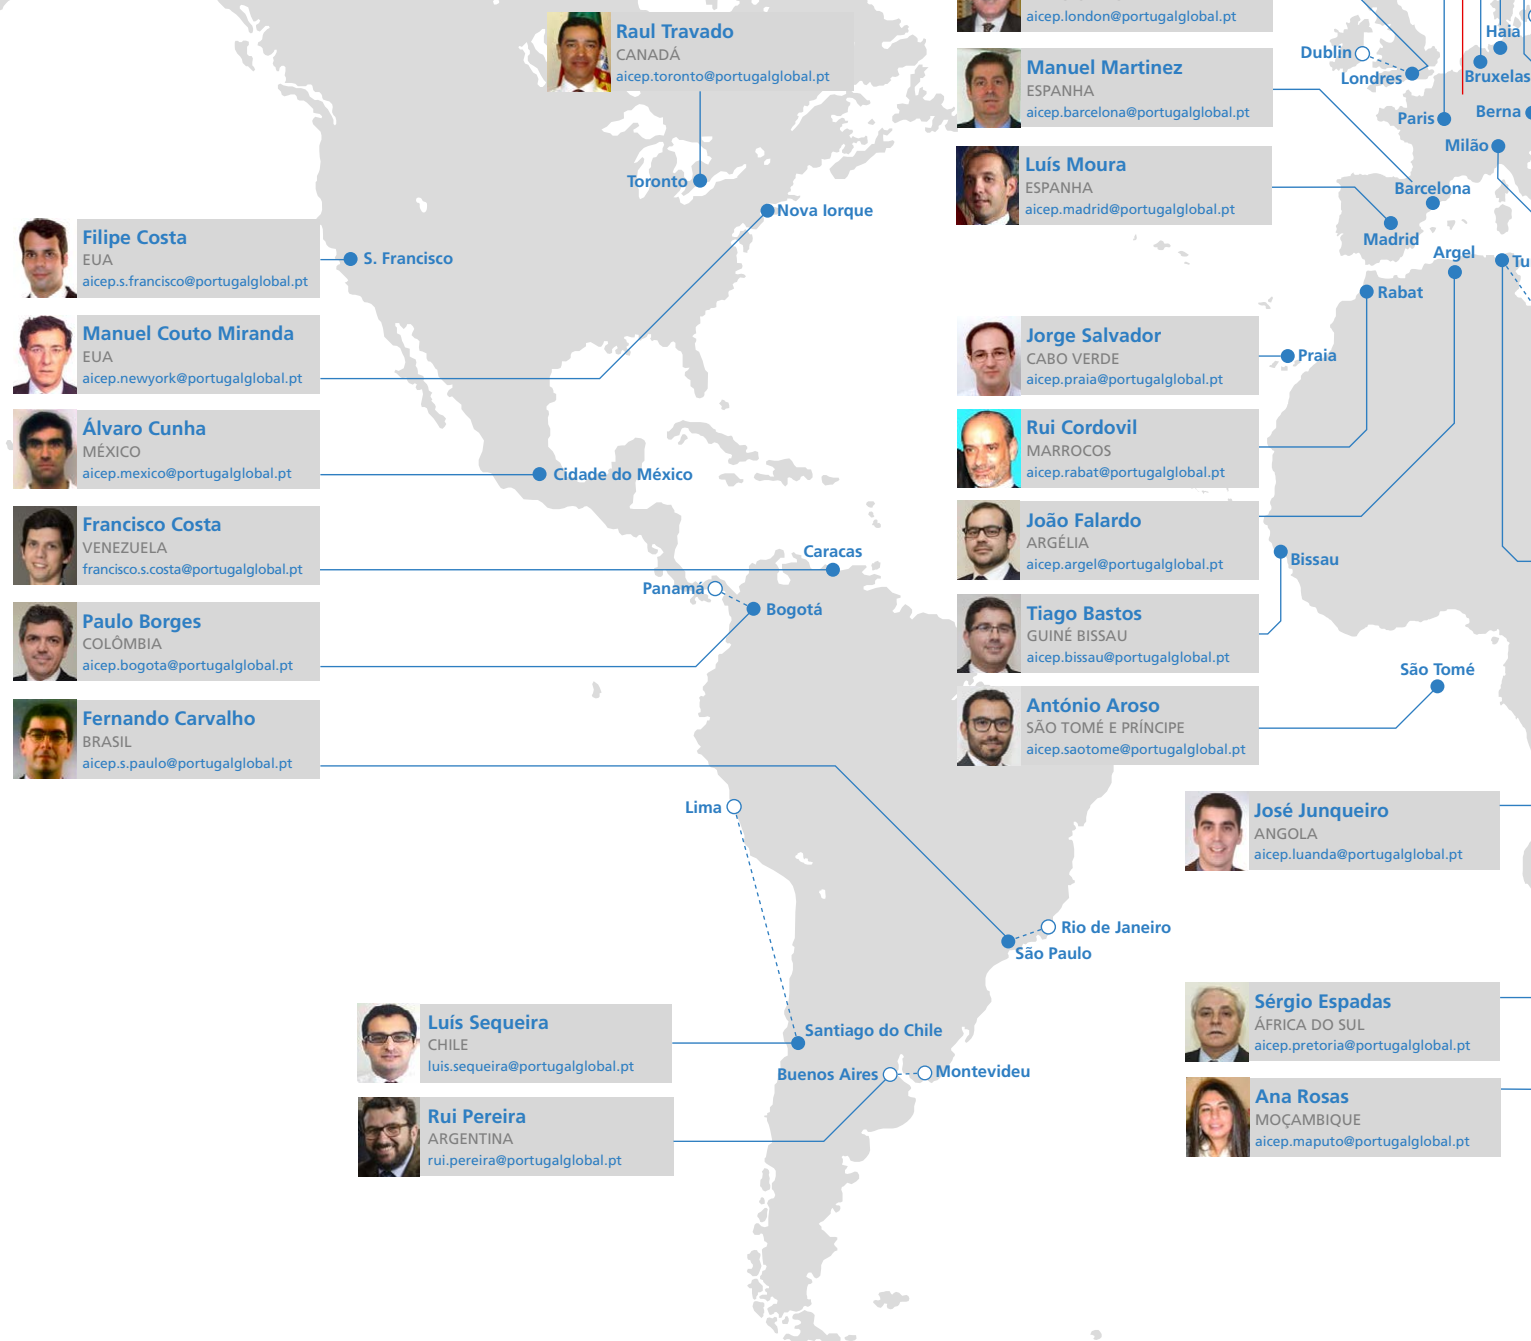 Raul Travado
CANADÁ
aicep.toronto@portugalglobal.pt
Toronto
Nova Iorque
Filipe Costa
EUA
aicep.s.francisco@portugalglobal.pt
S. Francisco
Manuel Couto Miranda
EUA
aicep.newyork@portugalglobal.pt
Álvaro Cunha
MÉXICO
aicep.mexico@portugalglobal.pt
Cidade do México
Francisco Costa
VENEZUELA
francisco.s.costa@portugalglobal.pt
Caracas
Panamá
Bogotá
Paulo Borges
COLÔMBIA
aicep.bogota@portugalglobal.pt
Fernando Carvalho
BRASIL
aicep.s.paulo@portugalglobal.pt
Lima
Rio de Janeiro
São Paulo
Luís Sequeira
CHILE
luis.sequeira@portugalglobal.pt
Santiago do Chile
Buenos Aires
Montevideu
Rui Pereira
ARGENTINA
rui.pereira@portugalglobal.pt
aicep.london@portugalglobal.pt
Manuel Martinez
ESPANHA
aicep.barcelona@portugalglobal.pt
Luís Moura
ESPANHA
aicep.madrid@portugalglobal.pt
Haia
Dublin
Londres
Bruxelas
Paris
Berna
Milão
Barcelona
Madrid
Argel
Tu
Rabat
Jorge Salvador
CABO VERDE
aicep.praia@portugalglobal.pt
Praia
Rui Cordovil
MARROCOS
aicep.rabat@portugalglobal.pt
João Falardo
ARGÉLIA
aicep.argel@portugalglobal.pt
Bissau
Tiago Bastos
GUINÉ BISSAU
aicep.bissau@portugalglobal.pt
São Tomé
António Aroso
SÃO TOMÉ E PRÍNCIPE
aicep.saotome@portugalglobal.pt
José Junqueiro
ANGOLA
aicep.luanda@portugalglobal.pt
Sérgio Espadas
ÁFRICA DO SUL
aicep.pretoria@portugalglobal.pt
Ana Rosas
MOÇAMBIQUE
aicep.maputo@portugalglobal.pt